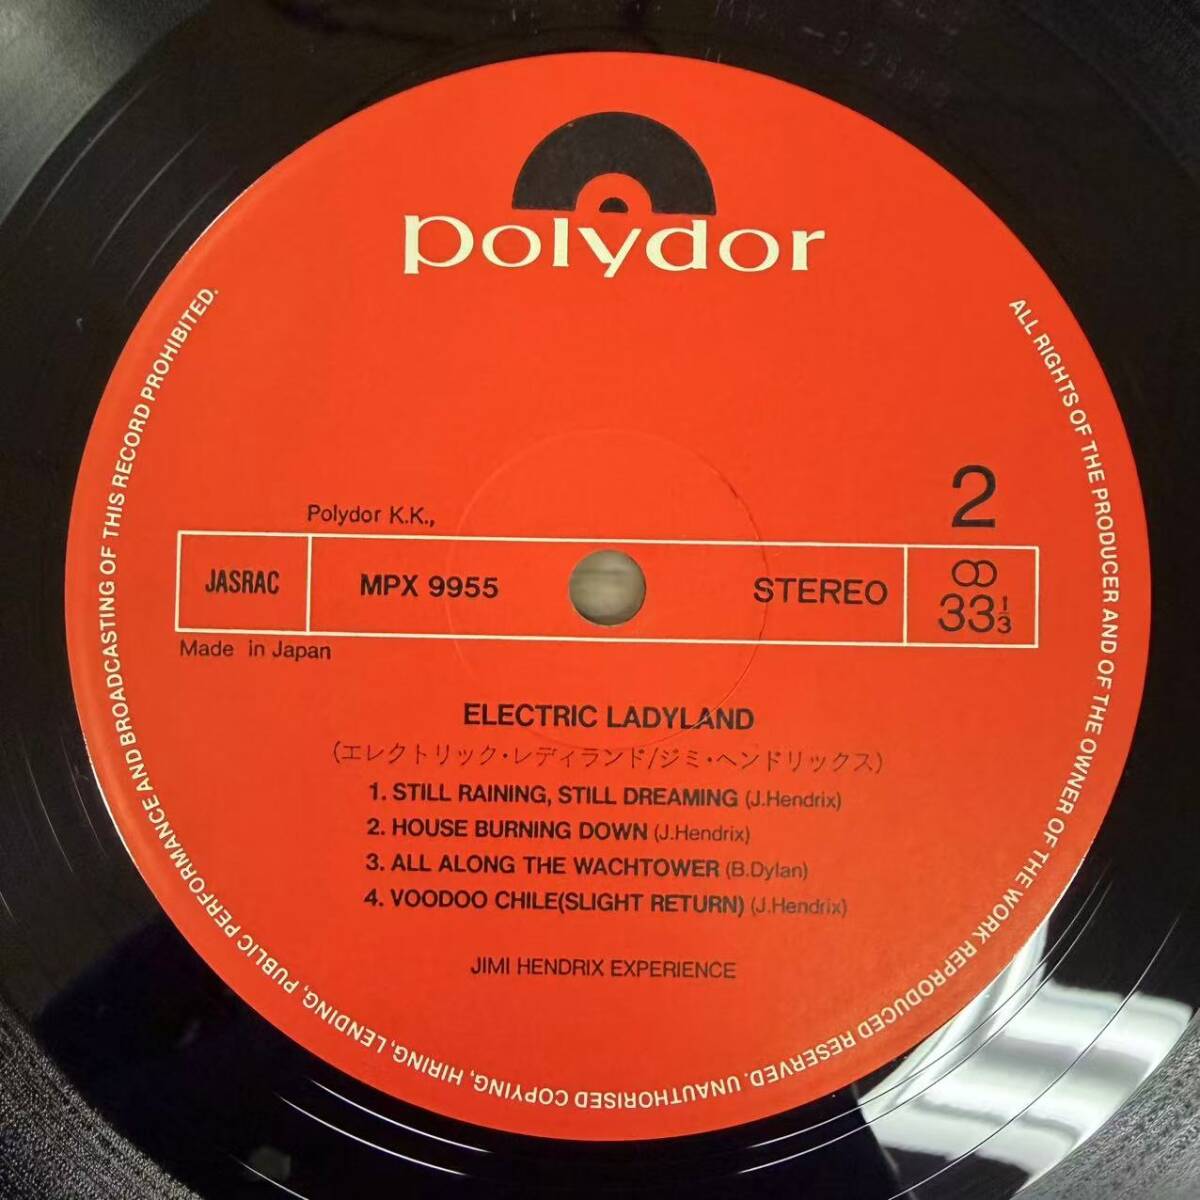 polydor
2
Polydor K.K.,
JASRAC
MPX 9955
STEREO
33 1/3
Made in Japan
ELECTRIC LADYLAND
(エレクトリック・レディランド/ジミ・ヘンドリックス)
1. STILL RAINING, STILL DREAMING (J.Hendrix)
2. HOUSE BURNING DOWN (J.Hendrix)
3. ALL ALONG THE WACHTOWER (B.Dylan)
4. VOODOO CHILE(SLIGHT RETURN) (J.Hendrix)
JIMI HENDRIX EXPERIENCE
ALL RIGHTS OF THE PRODUCER AND OF THE OWNER OF THE WORK REPRODUCED RESERVED. UNAUTHORISED COPYING, HIRING, LENDING, PUBLIC PERFORMANCE AND BROADCASTING OF THIS RECORD PROHIBITED.